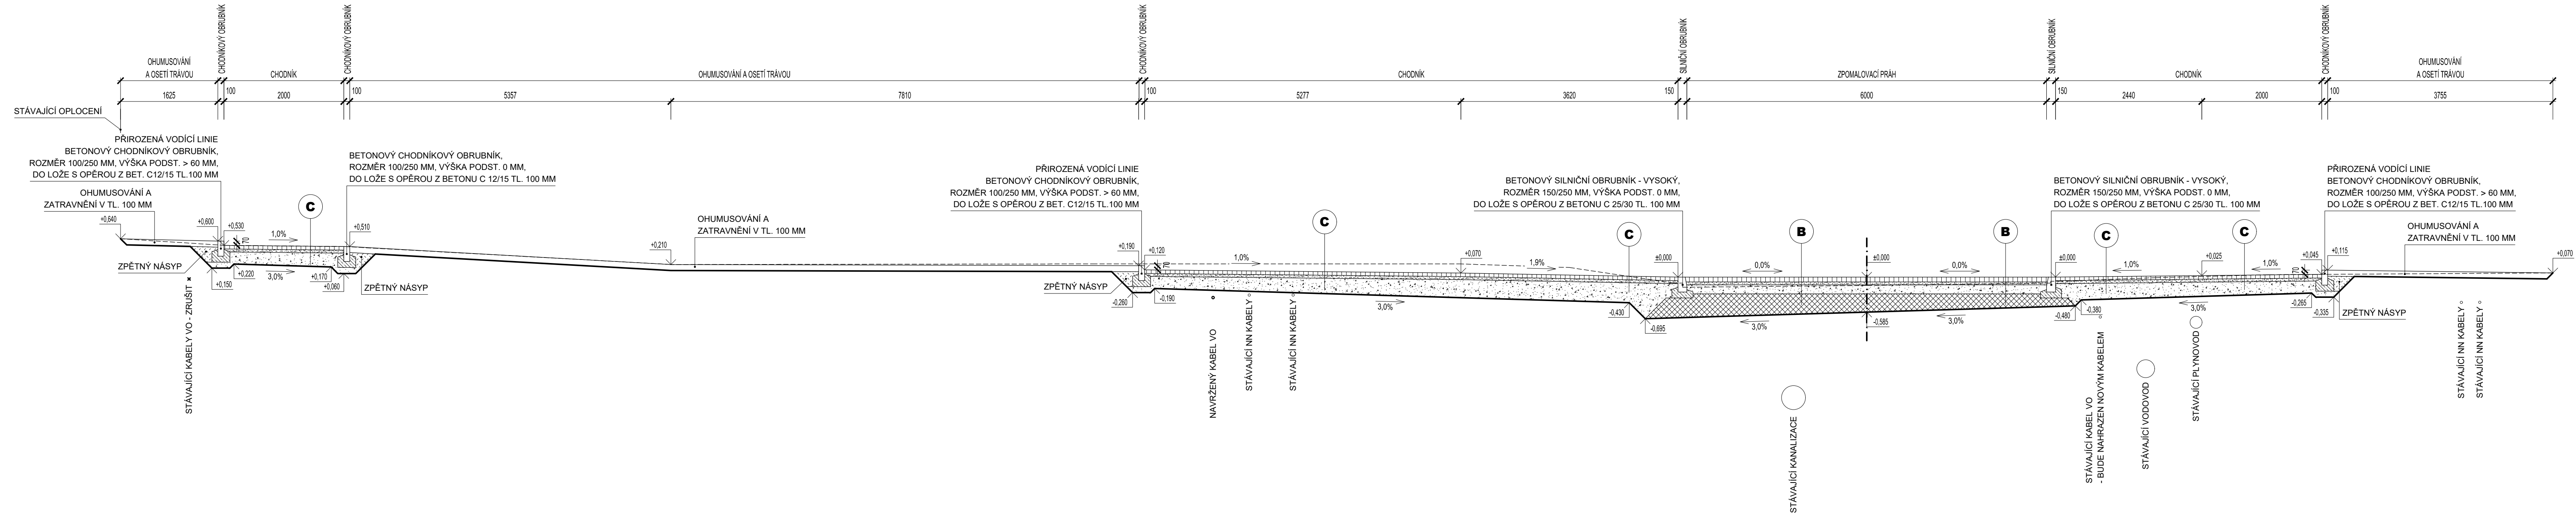 CHODNÍKOVÝ OBRUBNÍK
CHODNÍKOVÝ OBRUBNÍK
CHODNÍKOVÝ OBRUBNÍK
SILNIČNÍ OBRUBNÍK
SILNIČNÍ OBRUBNÍK
CHODNÍKOVÝ OBRUBNÍK
OHUMUSOVÁNÍ
A OSETÍ TRÁVOU
CHODNÍK
OHUMUSOVÁNÍ A OSETÍ TRÁVOU
CHODNÍK
ZPOMALOVACÍ PRÁH
CHODNÍK
OHUMUSOVÁNÍ
A OSETÍ TRÁVOU
1625
100
2000
100
5357
7810
100
5277
3620
150
6000
150
2440
2000
100
3755
STÁVAJÍCÍ OPLOCENÍ
PŘIROZENÁ VODÍCÍ LINIE
BETONOVÝ CHODNÍKOVÝ OBRUBNÍK,
ROZMĚR 100/250 MM, VÝŠKA PODST. > 60 MM,
DO LOŽE S OPĚROU Z BET. C12/15 TL.100 MM
BETONOVÝ CHODNÍKOVÝ OBRUBNÍK,
ROZMĚR 100/250 MM, VÝŠKA PODST. 0 MM,
DO LOŽE S OPĚROU Z BETONU C 12/15 TL. 100 MM
PŘIROZENÁ VODÍCÍ LINIE
BETONOVÝ CHODNÍKOVÝ OBRUBNÍK,
ROZMĚR 100/250 MM, VÝŠKA PODST. > 60 MM,
DO LOŽE S OPĚROU Z BET. C12/15 TL.100 MM
BETONOVÝ SILNIČNÍ OBRUBNÍK - VYSOKÝ,
ROZMĚR 150/250 MM, VÝŠKA PODST. 0 MM,
DO LOŽE S OPĚROU Z BETONU C 25/30 TL. 100 MM
BETONOVÝ SILNIČNÍ OBRUBNÍK - VYSOKÝ,
ROZMĚR 150/250 MM, VÝŠKA PODST. 0 MM,
DO LOŽE S OPĚROU Z BETONU C 25/30 TL. 100 MM
PŘIROZENÁ VODÍCÍ LINIE
BETONOVÝ CHODNÍKOVÝ OBRUBNÍK,
ROZMĚR 100/250 MM, VÝŠKA PODST. > 60 MM,
DO LOŽE S OPĚROU Z BET. C12/15 TL.100 MM
OHUMUSOVÁNÍ A
ZATRAVNĚNÍ V TL. 100 MM
OHUMUSOVÁNÍ A
ZATRAVNĚNÍ V TL. 100 MM
OHUMUSOVÁNÍ A
ZATRAVNĚNÍ V TL. 100 MM
C
C
C
B
B
C
C
+0,640
+0,600
+0,530
70
1,0%
+0,510
+0,210
+0,190
+0,120
70
1,0%
+0,070
1,9%
±0,000
0,0%
±0,000
0,0%
±0,000
1,0%
+0,025
1,0%
70
+0,045
+0,115
+0,070
ZPĚTNÝ NÁSYP
+0,150
+0,220
3,0%
+0,170
+0,060
ZPĚTNÝ NÁSYP
ZPĚTNÝ NÁSYP
-0,260
-0,190
3,0%
-0,430
-0,695
3,0%
-0,585
3,0%
-0,480
-0,380
3,0%
-0,265
-0,335
ZPĚTNÝ NÁSYP
STÁVAJÍCÍ KABELY VO - ZRUŠIT
NAVRŽENÝ KABEL VO
STÁVAJÍCÍ NN KABELY
STÁVAJÍCÍ NN KABELY
STÁVAJÍCÍ KANALIZACE
STÁVAJÍCÍ KABEL VO
- BUDE NAHRAZEN NOVÝM KABELEM
STÁVAJÍCÍ VODOVOD
STÁVAJÍCÍ PLYNOVOD
STÁVAJÍCÍ NN KABELY
STÁVAJÍCÍ NN KABELY